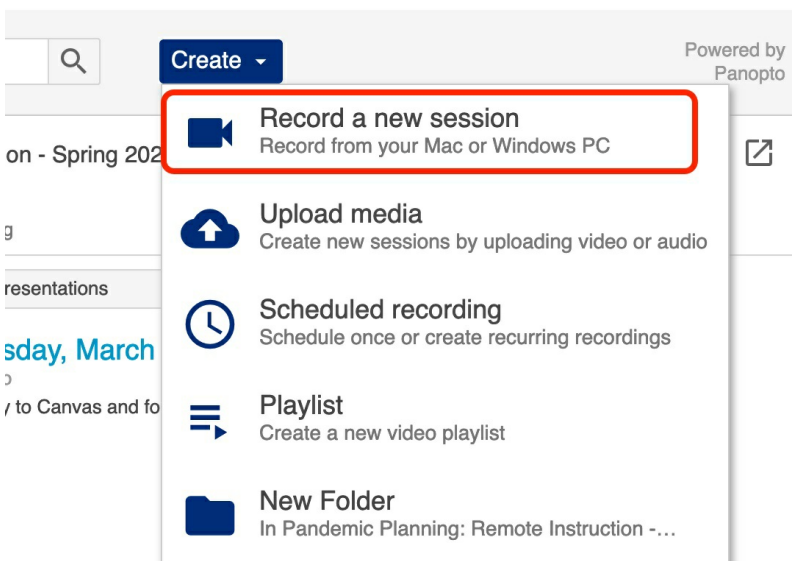 Create
Powered by
Panopto
Record a new session
Record from your Mac or Windows PC
on - Spring 202
g
Upload media
Create new sessions by uploading video or audio
resentations
Scheduled recording
Schedule once or create recurring recordings
sday, March
y to Canvas and fo
Playlist
Create a new video playlist
New Folder
In Pandemic Planning: Remote Instruction -...